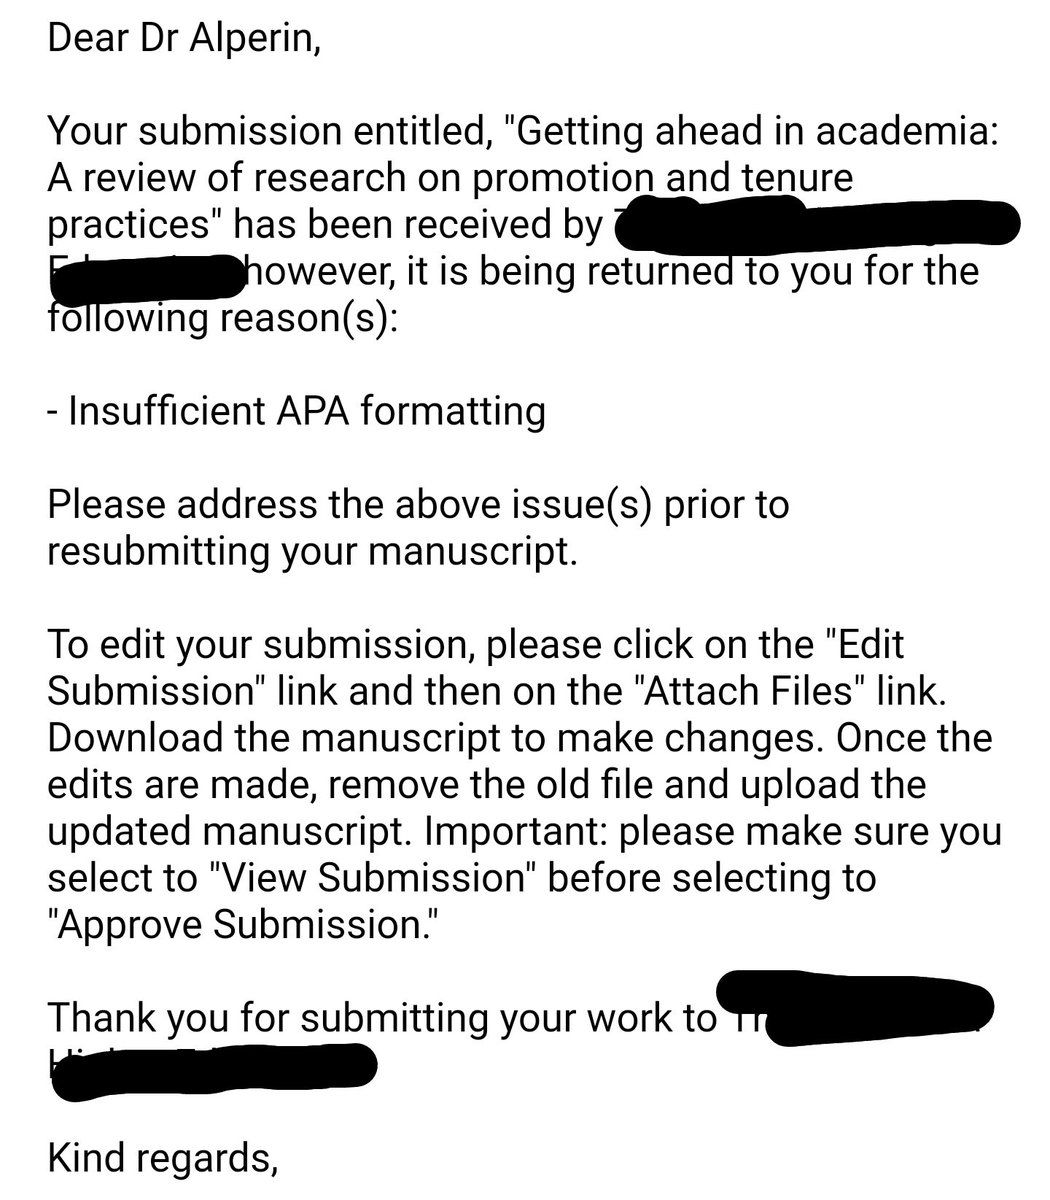 Dear Dr Alperin,
Your submission entitled, "Getting ahead in academia:
A review of research on promotion and tenure
practices" has been received by
however, it is being returned to you for the
following reason(s):
- Insufficient APA formatting
Please address the above issue(s) prior to
resubmitting your manuscript.
To edit your submission, please click on the "Edit
Submission" link and then on the "Attach Files" link.
Download the manuscript to make changes. Once the
edits are made, remove the old file and upload the
updated manuscript. Important: please make sure you
select to "View Submission" before selecting to
"Approve Submission."
Thank you for submitting your work to
Kind regards,